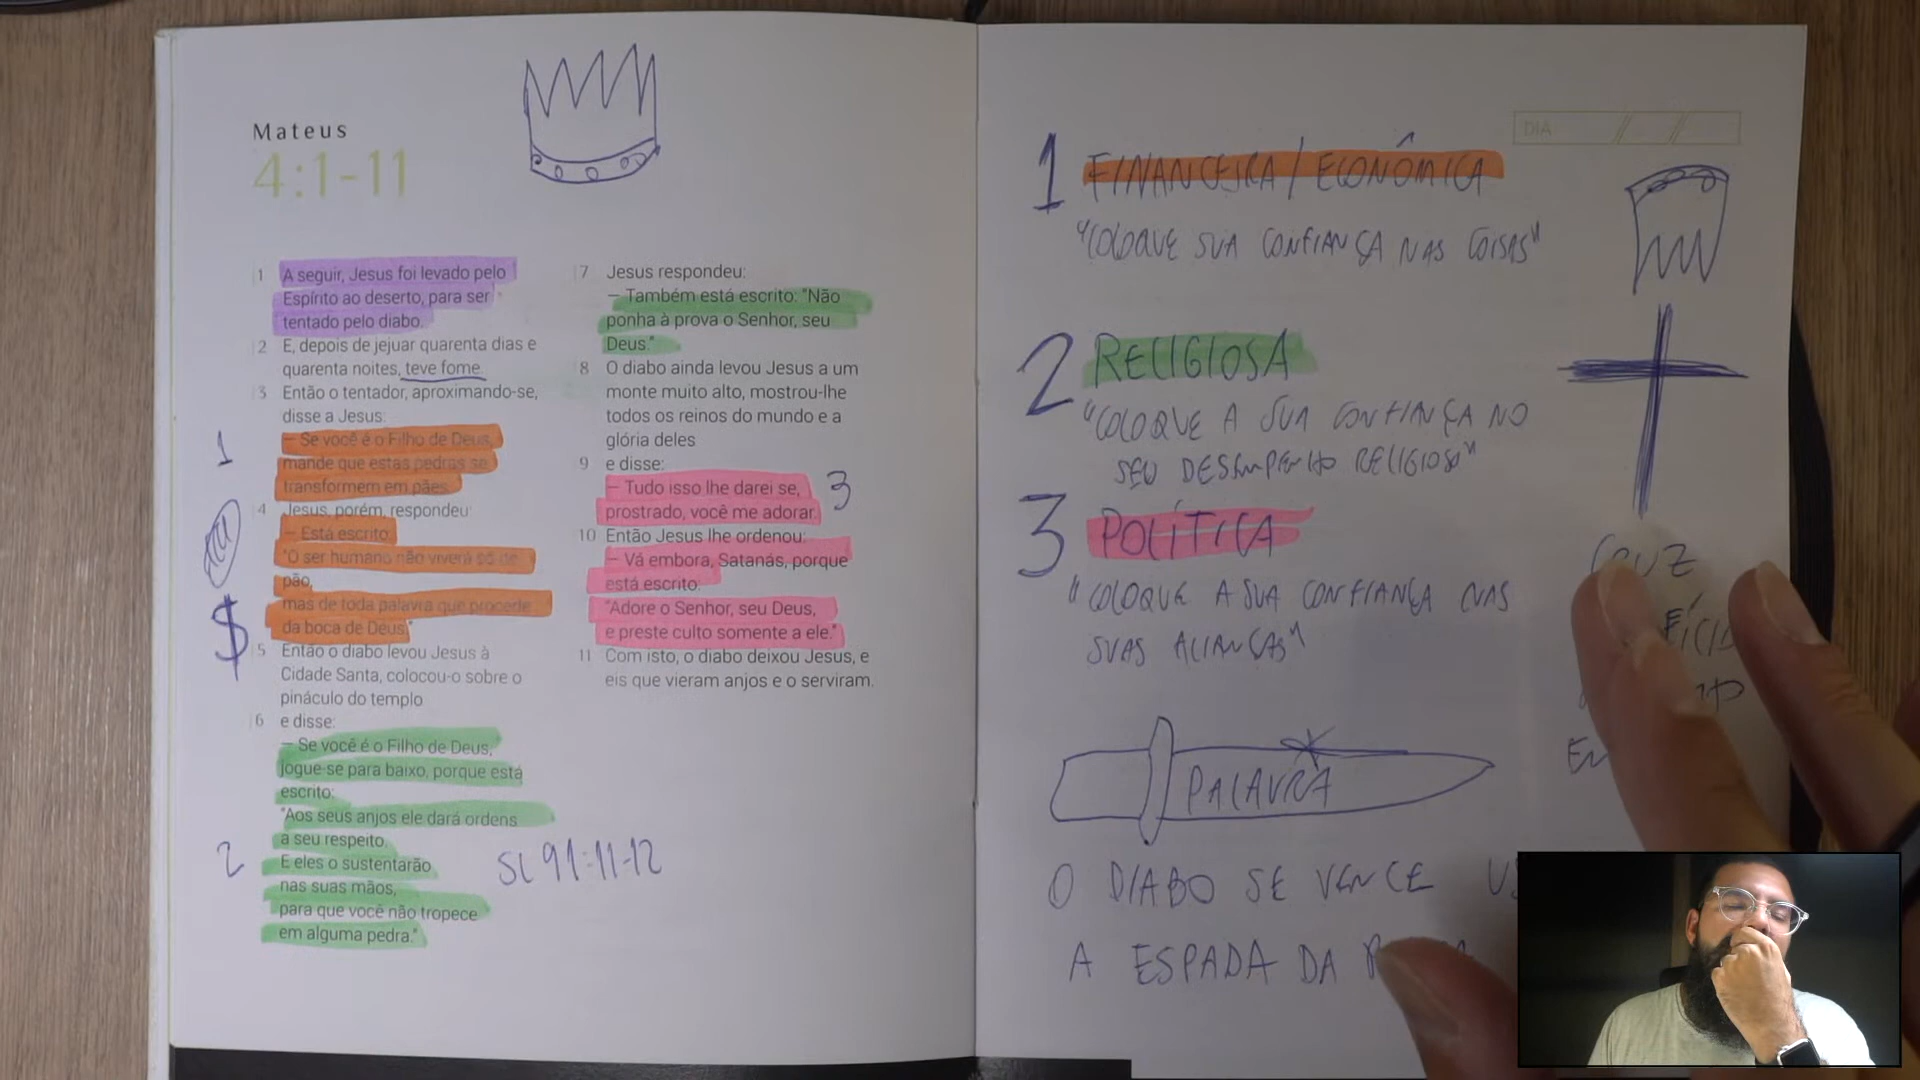 Mateus
4:1-11
1 A seguir, Jesus foi levado pelo
Espírito ao deserto, para ser
tentado pelo diabo.
2 E, depois de jejuar quarenta dias e
quarenta noites, teve fome.
3 Então o tentador, aproximando-se,
disse a Jesus:
1
— Se você é o Filho de Deus,
mande que estas pedras se
transformem em pães.
4 Jesus, porém, respondeu:
— Está escrito:
"O ser humano não viverá só de
pão,
mas de toda palavra que procede
da boca de Deus."
$
5 Então o diabo levou Jesus à
Cidade Santa, colocou-o sobre o
pináculo do templo
6 e disse:
— Se você é o Filho de Deus,
jogue-se para baixo, porque está
escrito:
"Aos seus anjos ele dará ordens
a seu respeito.
2
E eles o sustentarão
nas suas mãos,
para que você não tropece
em alguma pedra."
SL 91:11-12
7 Jesus respondeu:
— Também está escrito: "Não
ponha à prova o Senhor, seu
Deus."
8 O diabo ainda levou Jesus a um
monte muito alto, mostrou-lhe
todos os reinos do mundo e a
glória deles
9 e disse:
— Tudo isso lhe darei se,
prostrado, você me adorar.
3
10 Então Jesus lhe ordenou:
— Vá embora, Satanás, porque
está escrito:
"Adore o Senhor, seu Deus,
e preste culto somente a ele."
11 Com isto, o diabo deixou Jesus, e
eis que vieram anjos e o serviram.
DIA
1 FINANCEIRA / ECONÔMICA
"COLOQUE SUA CONFIANÇA NAS COISAS"
2 RELIGIOSA
"COLOQUE A SUA CONFIANÇA NO
SEU DESEMPENHO RELIGIOSO"
3 POLÍTICA
"COLOQUE A SUA CONFIANÇA NAS
SUAS ALIANÇAS"
CRUZ
PALAVRA
O DIABO SE VENCE
A ESPADA DA